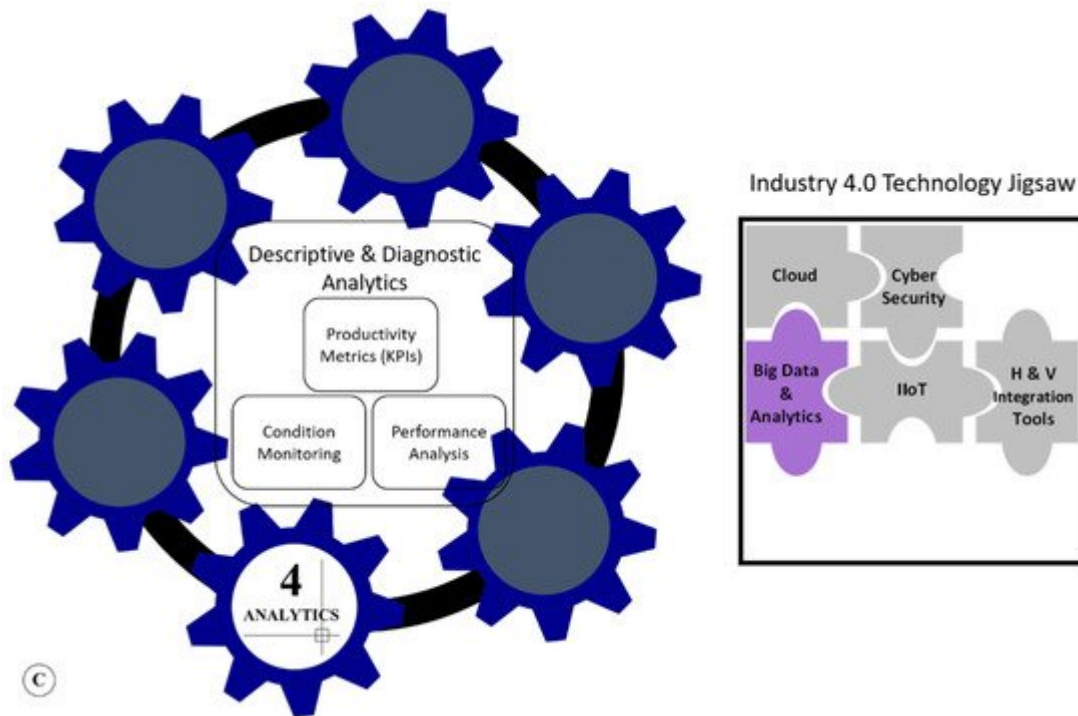 Descriptive & Diagnostic
Analytics
Productivity
Metrics (KPIs)
Condition
Monitoring
Performance
Analysis
4
ANALYTICS
C
Industry 4.0 Technology Jigsaw
Cloud
Cyber
Security
Big Data
&
Analytics
IIoT
H & V
Integration
Tools